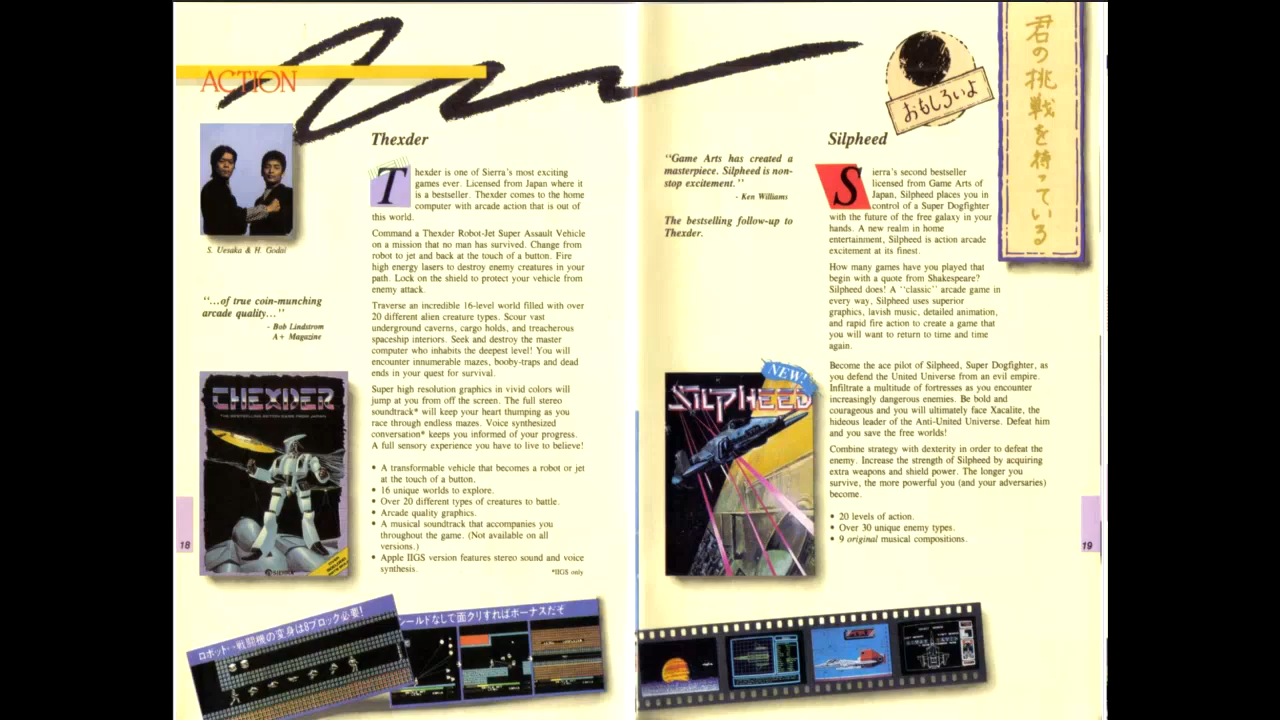 ACTION
S. Uesaka & H. Godai
"...of true coin-munching
arcade quality..."
- Bob Lindstrom
A+ Magazine
THEXDER
THE BESTSELLING ACTION GAME FROM JAPAN
SIERRA
18
Thexder
Thexder is one of Sierra's most exciting
games ever. Licensed from Japan where it
is a bestseller. Thexder comes to the home
computer with arcade action that is out of
this world.
Command a Thexder Robot-Jet Super Assault Vehicle
on a mission that no man has survived. Change from
robot to jet and back at the touch of a button. Fire
high energy lasers to destroy enemy creatures in your
path. Lock on the shield to protect your vehicle from
enemy attack.
Traverse an incredible 16-level world filled with over
20 different alien creature types. Scour vast
underground caverns, cargo holds, and treacherous
spaceship interiors. Seek and destroy the master
computer who inhabits the deepest level! You will
encounter innumerable mazes, booby-traps and dead
ends in your quest for survival.
Super high resolution graphics in vivid colors will
jump at you from off the screen. The full stereo
soundtrack* will keep your heart thumping as you
race through endless mazes. Voice synthesized
conversation* keeps you informed of your progress.
A full sensory experience you have to live to believe!
• A transformable vehicle that becomes a robot or jet
at the touch of a button.
• 16 unique worlds to explore.
• Over 20 different types of creatures to battle.
• Arcade quality graphics.
• A musical soundtrack that accompanies you
throughout the game. (Not available on all
versions.)
• Apple IIGS version features stereo sound and voice
synthesis.
*IIGS only
ロボット・・戦闘機の変身は8ブロック必要!
シールドなしで面クリすればボーナスだぞ
"Game Arts has created a
masterpiece. Silpheed is non-
stop excitement."
- Ken Williams
The bestselling follow-up to
Thexder.
NEW!
SILPHEED
Silpheed
Sierra's second bestseller
licensed from Game Arts of
Japan, Silpheed places you in
control of a Super Dogfighter
with the future of the free galaxy in your
hands. A new realm in home
entertainment, Silpheed is action arcade
excitement at its finest.
How many games have you played that
begin with a quote from Shakespeare?
Silpheed does! A "classic" arcade game in
every way, Silpheed uses superior
graphics, lavish music, detailed animation,
and rapid fire action to create a game that
you will want to return to time and time
again.
Become the ace pilot of Silpheed, Super Dogfighter, as
you defend the United Universe from an evil empire.
Infiltrate a multitude of fortresses as you encounter
increasingly dangerous enemies. Be bold and
courageous and you will ultimately face Xacalite, the
hideous leader of the Anti-United Universe. Defeat him
and you save the free worlds!
Combine strategy with dexterity in order to defeat the
enemy. Increase the strength of Silpheed by acquiring
extra weapons and shield power. The longer you
survive, the more powerful you (and your adversaries)
become.
• 20 levels of action.
• Over 30 unique enemy types.
• 9 original musical compositions.
おもしろいよ
君の挑戦を待っている
19